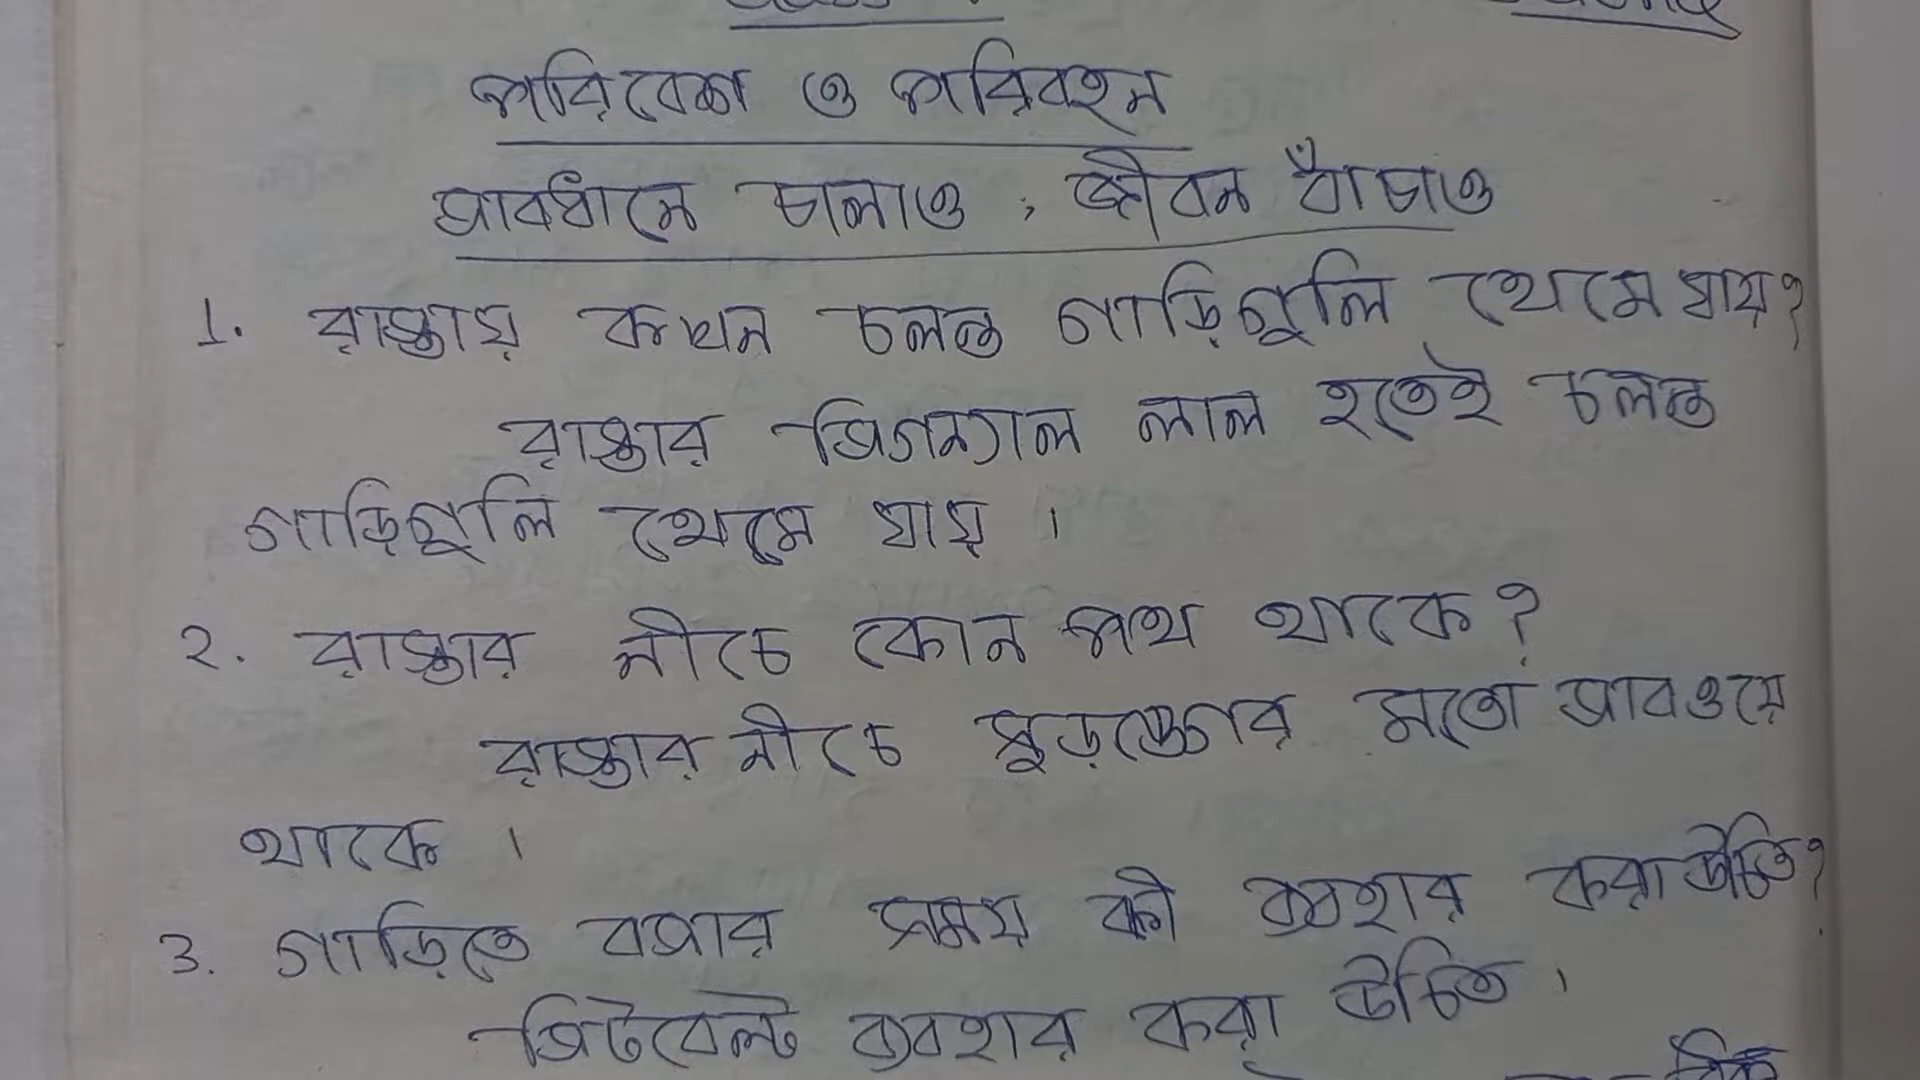 পরিবেশ ও পরিবহন
সাবধানে চালাও , জীবন বাঁচাও
1. রাস্তায় কখন চলন্ত গাড়িগুলি থেমে যায়?
রাস্তার সিগন্যাল লাল হতেই চলন্ত
গাড়িগুলি থেমে যায় ।
2. রাস্তার নীচে কোন পথ থাকে?
রাস্তার নীচে সুড়ঙ্গের মতো সাবওয়ে
থাকে ।
3. গাড়িতে বসার সময় কী ব্যবহার করা উচিত?
সিটবেল্ট ব্যবহার করা উচিত ।